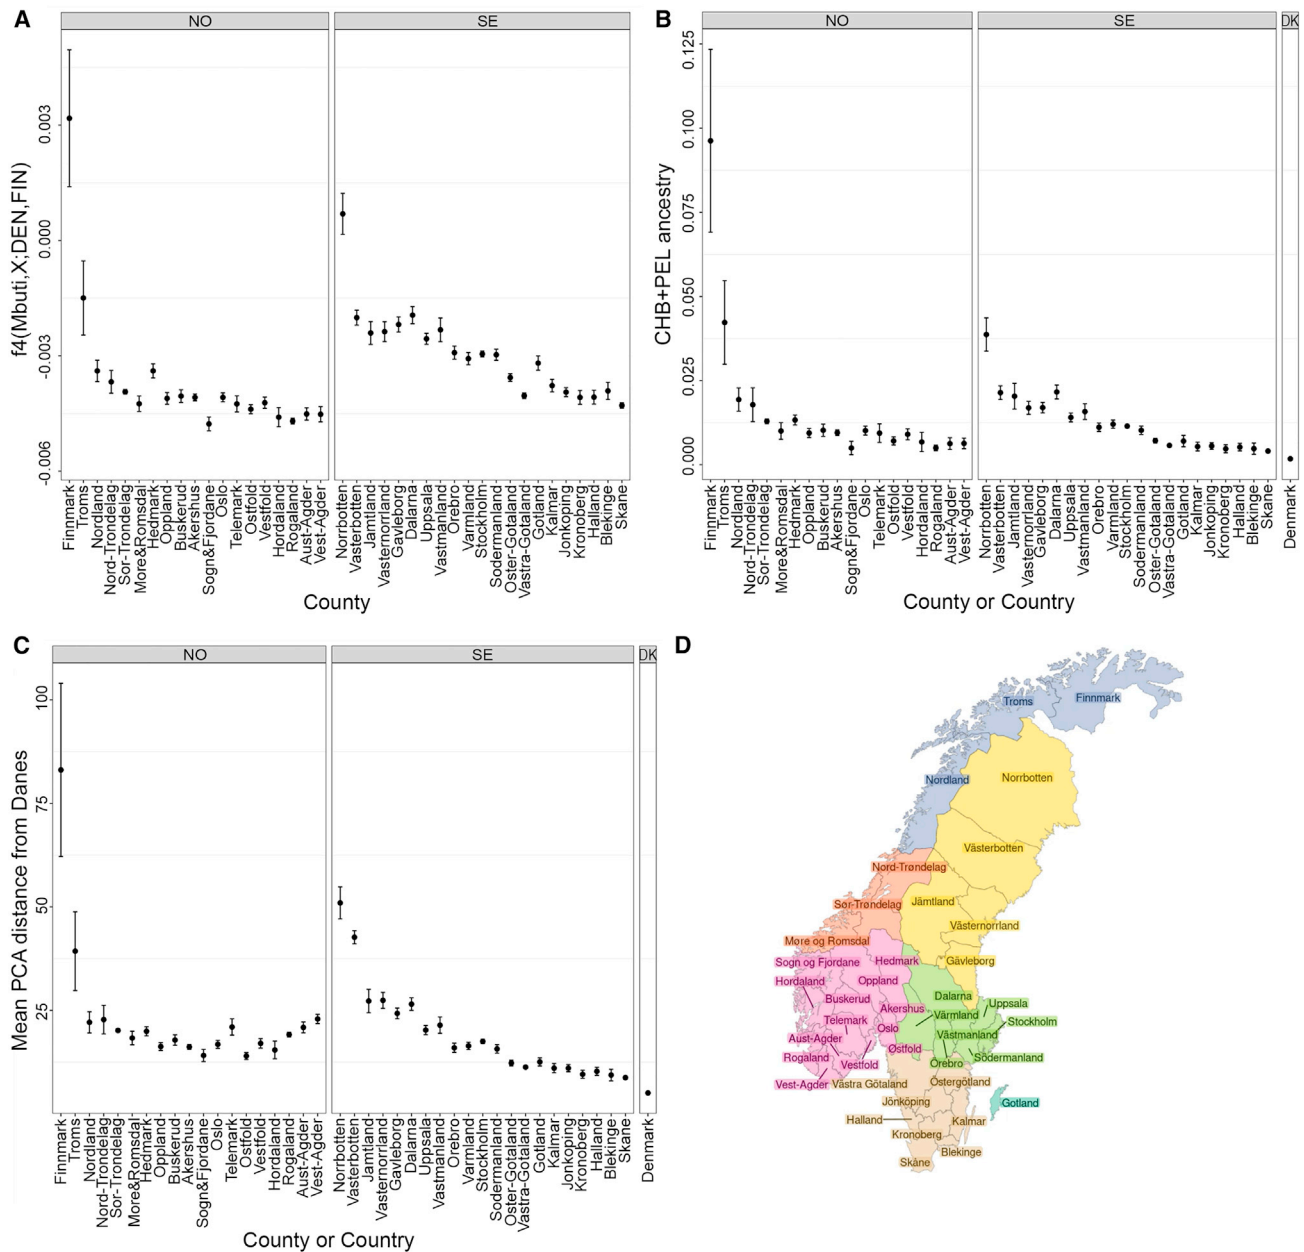 A
NO
SE
f4(Mbuti,X;DEN,FIN)
0.003
0.000
-0.003
-0.006
Finnmark
Troms
Nordland
Nord-Trondelag
Sor-Trondelag
More&Romsdal
Hedmark
Oppland
Buskerud
Akershus
Sogn&Fjordane
Oslo
Telemark
Ostfold
Vestfold
Hordaland
Rogaland
Aust-Agder
Vest-Agder
Norrbotten
Vasterbotten
Jamtland
Vasternorrland
Gavleborg
Dalarna
Uppsala
Vastmanland
Orebro
Varmland
Stockholm
Sodermanland
Oster-Gotaland
Vastra-Gotaland
Gotland
Kalmar
Jonkoping
Kronoberg
Halland
Blekinge
Skane
County
B
NO
SE
DK
CHB+PEL ancestry
0.125
0.100
0.075
0.050
0.025
0.000
Finnmark
Troms
Nordland
Nord-Trondelag
Sor-Trondelag
More&Romsdal
Hedmark
Oppland
Buskerud
Akershus
Sogn&Fjordane
Oslo
Telemark
Ostfold
Vestfold
Hordaland
Rogaland
Aust-Agder
Vest-Agder
Norrbotten
Vasterbotten
Jamtland
Vasternorrland
Gavleborg
Dalarna
Uppsala
Vastmanland
Orebro
Varmland
Stockholm
Sodermanland
Oster-Gotaland
Vastra-Gotaland
Gotland
Kalmar
Jonkoping
Kronoberg
Halland
Blekinge
Skane
Denmark
County or Country
C
NO
SE
DK
Mean PCA distance from Danes
100
75
50
25
Finnmark
Troms
Nordland
Nord-Trondelag
Sor-Trondelag
More&Romsdal
Hedmark
Oppland
Buskerud
Akershus
Sogn&Fjordane
Oslo
Telemark
Ostfold
Vestfold
Hordaland
Rogaland
Aust-Agder
Vest-Agder
Norrbotten
Vasterbotten
Jamtland
Vasternorrland
Gavleborg
Dalarna
Uppsala
Vastmanland
Orebro
Varmland
Stockholm
Sodermanland
Oster-Gotaland
Vastra-Gotaland
Gotland
Kalmar
Jonkoping
Kronoberg
Halland
Blekinge
Skane
Denmark
County or Country
D
Finnmark
Troms
Norrbotten
Nordland
Västerbotten
Nord-Trøndelag
Jämtland
Sør-Trøndelag
Västernorrland
Møre og Romsdal
Sogn og Fjordane
Hedmark
Gävleborg
Hordaland
Oppland
Buskerud
Dalarna
Uppsala
Akershus
Värmland
Telemark
Stockholm
Oslo
Västmanland
Aust-Agder
Østfold
Rogaland
Vestfold
Örebro
Södermanland
Vest-Agder
Västra Götaland
Östergötland
Jönköping
Gotland
Halland
Kalmar
Kronoberg
Blekinge
Skåne